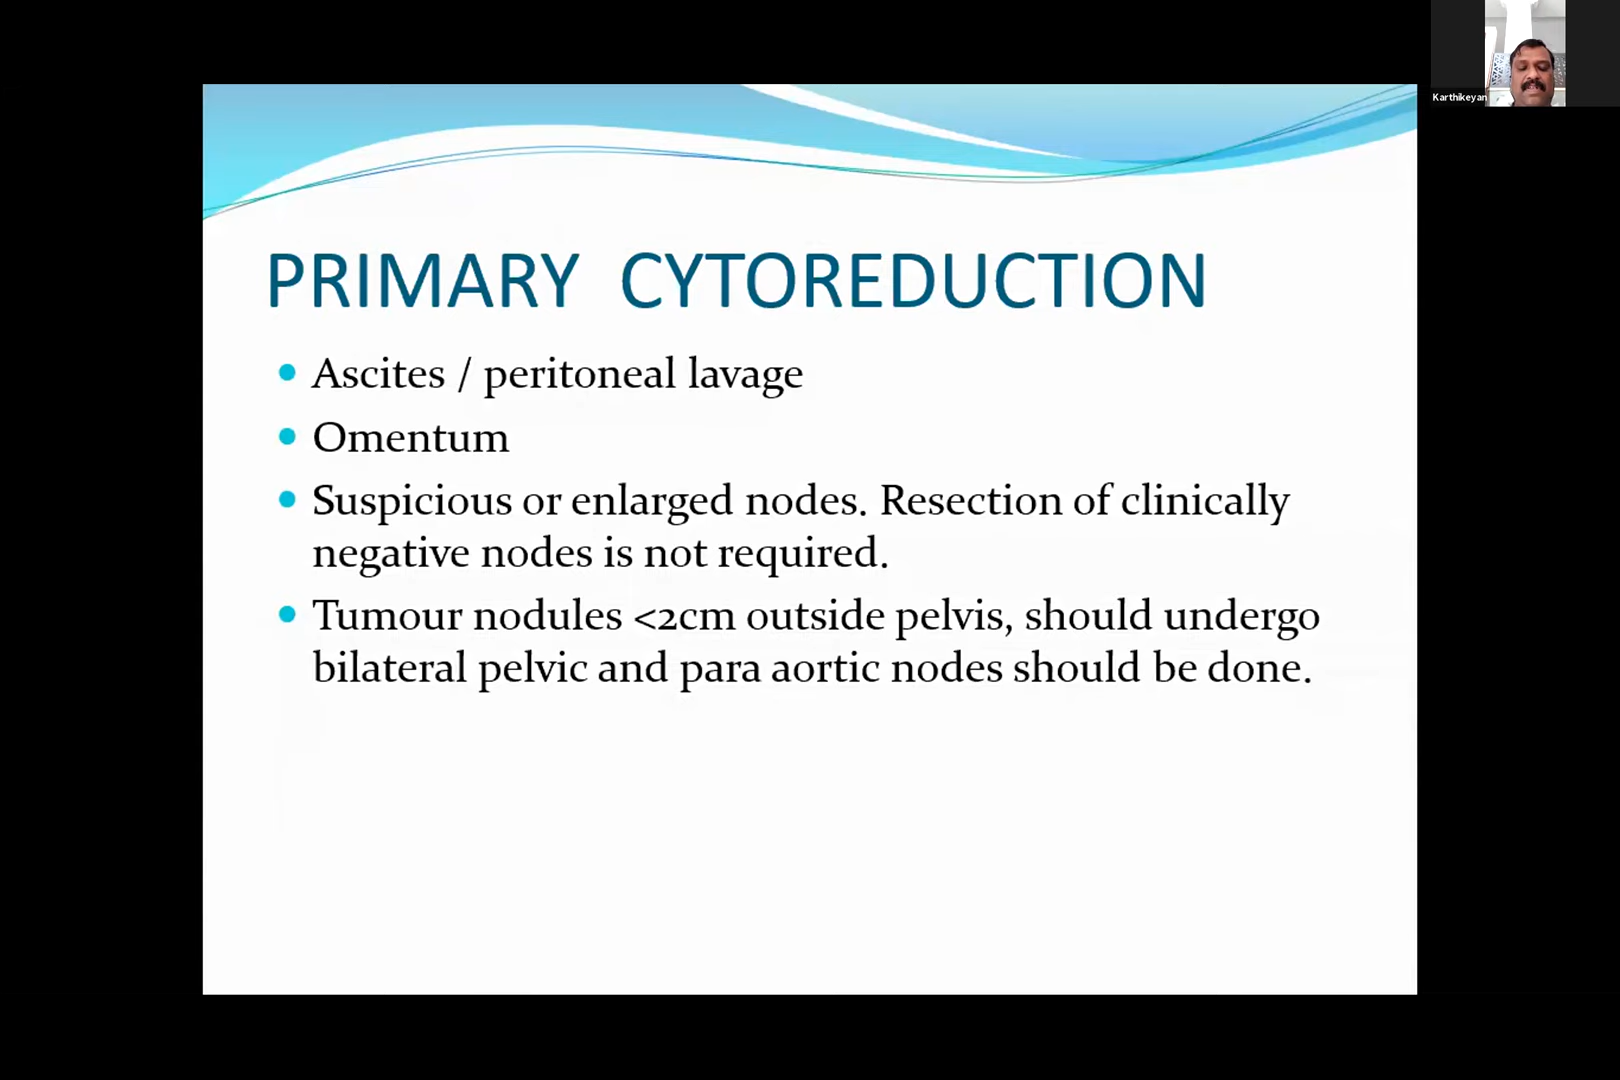 Karthikeyan
PRIMARY CYTOREDUCTION
Ascites / peritoneal lavage
Omentum
Suspicious or enlarged nodes. Resection of clinically
negative nodes is not required.
Tumour nodules <2cm outside pelvis, should undergo
bilateral pelvic and para aortic nodes should be done.